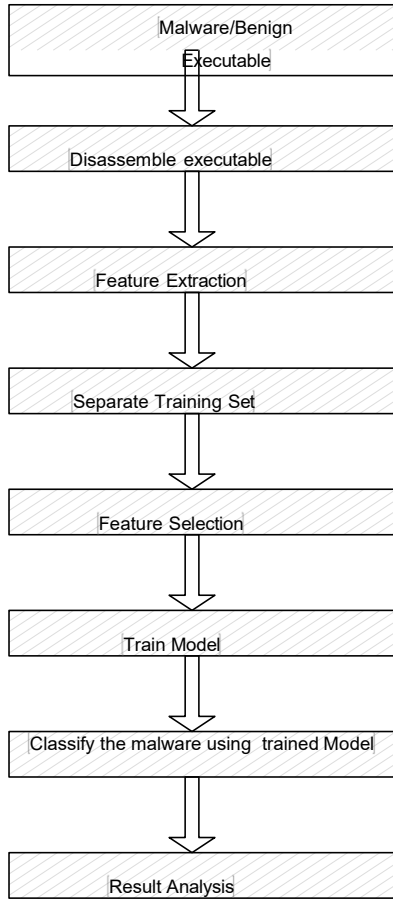 Malware/Benign
Executable
Disassemble executable
Feature Extraction
Separate Training Set
Feature Selection
Train Model
Classify the malware using trained Model
Result Analysis